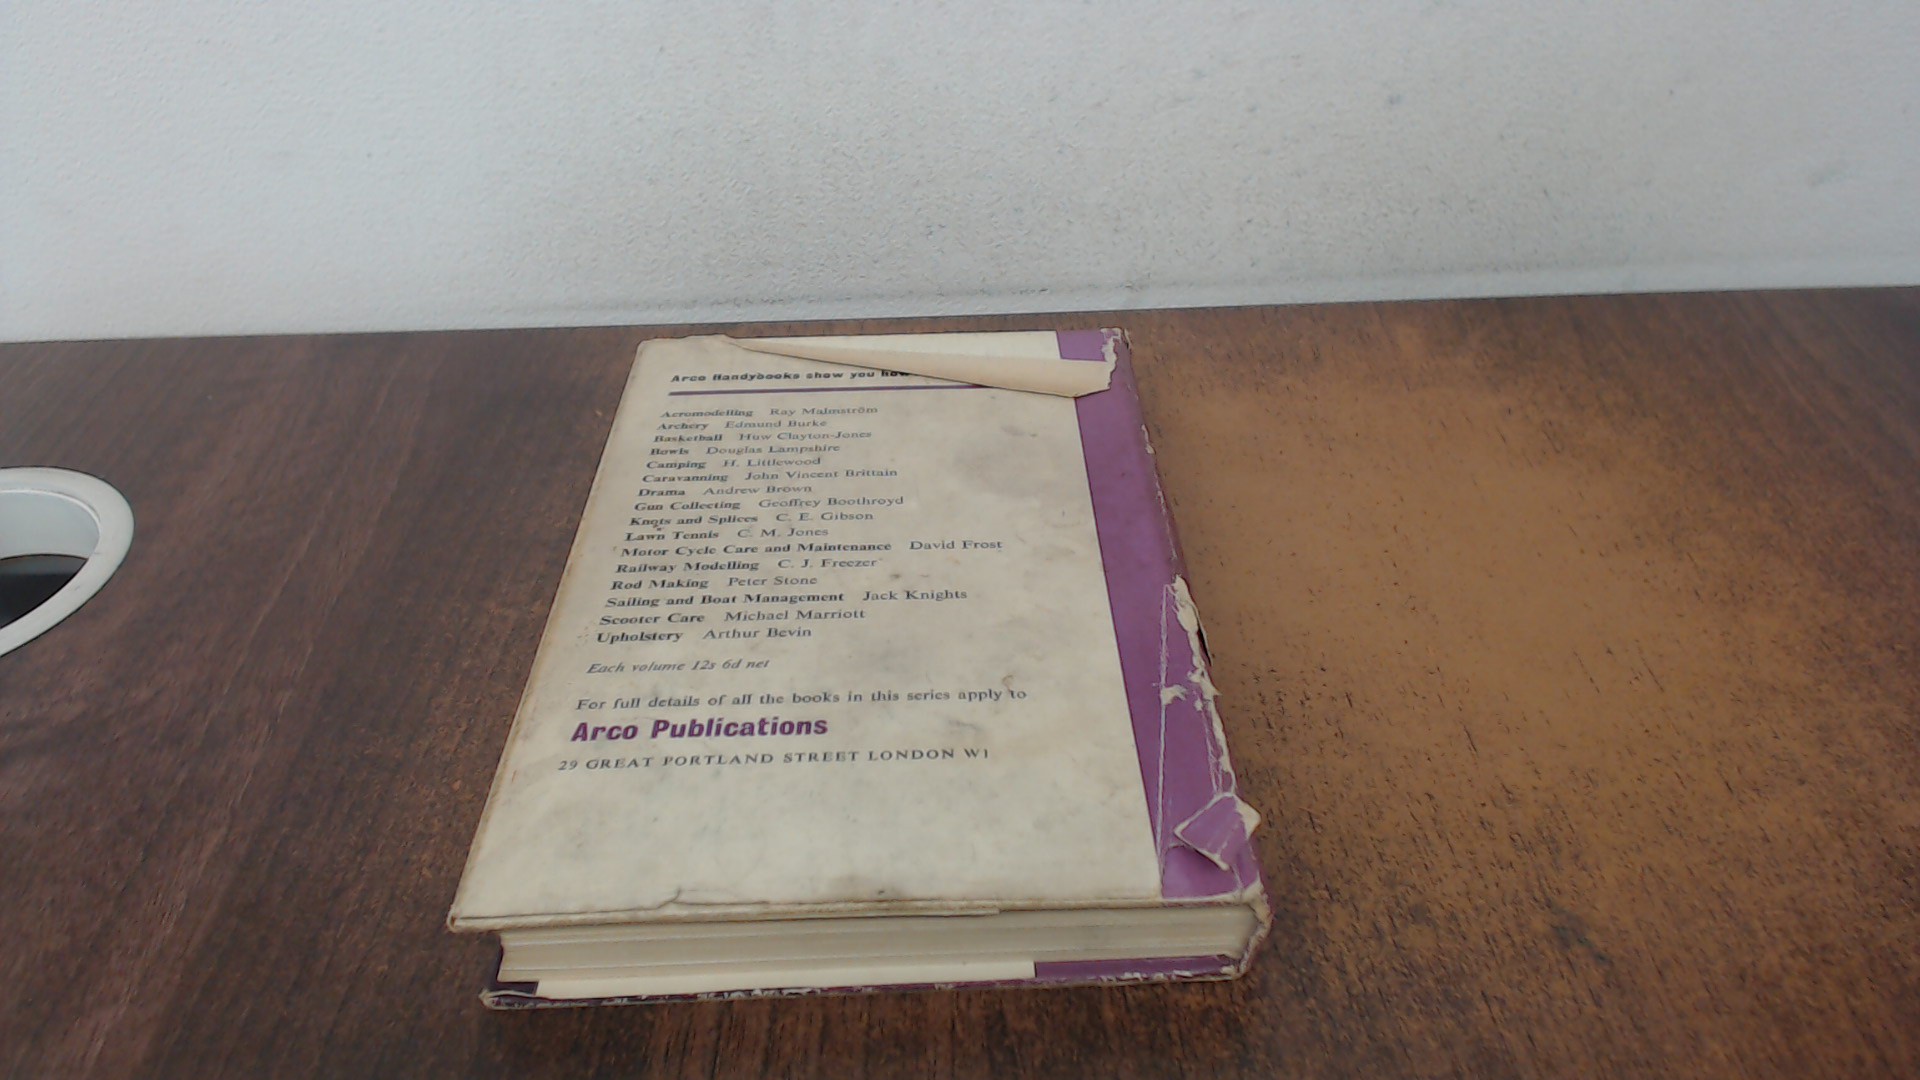 Arco Handybooks show you how
Aeromodelling Ray Malmström
Archery Edmund Burke
Basketball Huw Clayton-Jones
Bowls Douglas Lampshire
Camping H. Littlewood
Caravanning John Vincent Brittain
Drama Andrew Brown
Gun Collecting Geoffrey Boothroyd
Knots and Splices C. E. Gibson
Lawn Tennis C. M. Jones
Motor Cycle Care and Maintenance David Frost
Railway Modelling C. J. Freezer
Rod Making Peter Stone
Sailing and Boat Management Jack Knights
Scooter Care Michael Marriott
Upholstery Arthur Bevin
Each volume 12s 6d net
For full details of all the books in this series apply to
Arco Publications
29 GREAT PORTLAND STREET LONDON W1